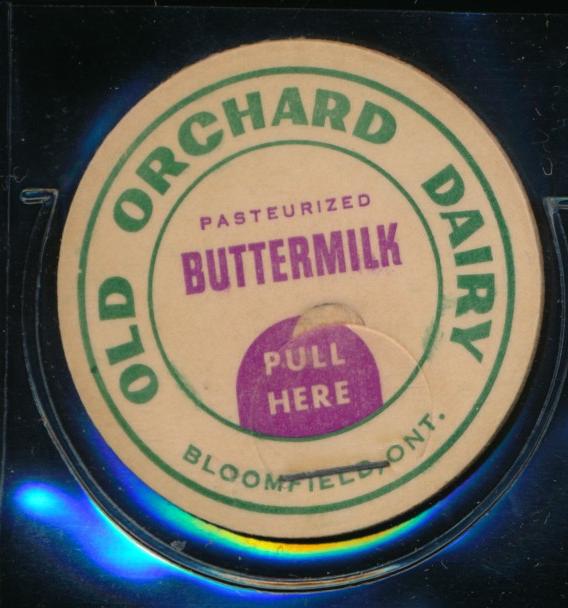 OLD ORCHARD DAIRY
PASTEURIZED
BUTTERMILK
PULL
HERE
BLOOMFIELD, ONT.